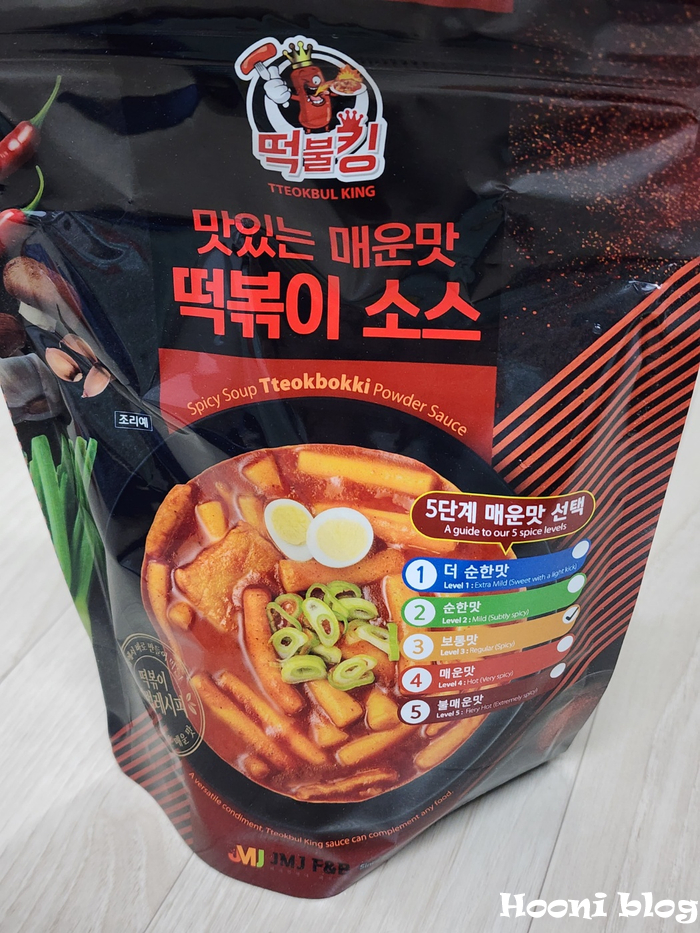 떡불킹
TTEOKBUL KING
맛있는 매운맛
떡볶이 소스
Spicy Soup Tteokbokki Powder Sauce
조리예
5단계 매운맛 선택
A guide to our 5 spice levels
1 더 순한맛
Level 1 : Extra Mild (Sweet with a light kick)
2 순한맛
Level 2 : Mild (Subtly spicy)
3 보통맛
Level 3 : Regular (Spicy)
4 매운맛
Level 4 : Hot (Very spicy)
5 불매운맛
Level 5 : Fiery Hot (Extremely spicy)
떡볶이
A versatile condiment, Tteokbul King sauce can complement any food.
JMJ JMJ F&B
Hooni blog